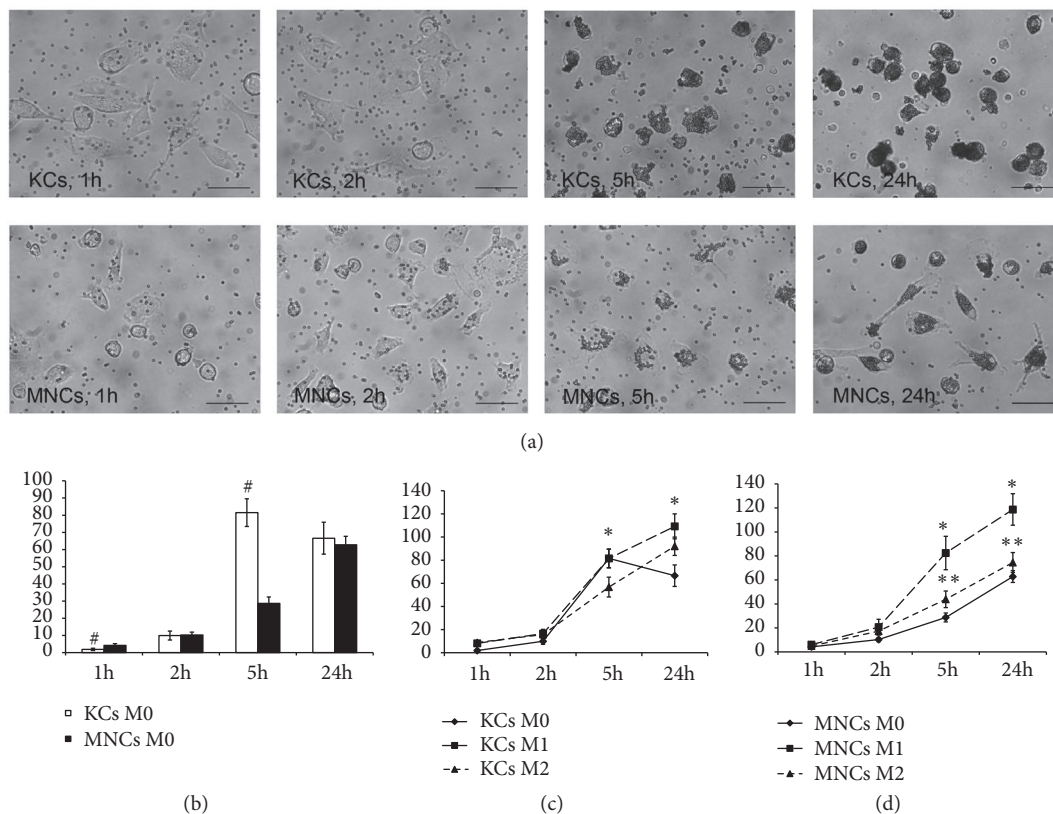 KCs, 1h
KCs, 2h
KCs, 5h
KCs, 24h
MNCs, 1h
MNCs, 2h
MNCs, 5h
MNCs, 24h
(a)
100
90
80
70
60
50
40
30
20
10
0
#
#
1h 2h 5h 24h
KCs M0
MNCs M0
(b)
140
120
100
80
60
40
20
0
*
*
1h 2h 5h 24h
KCs M0
KCs M1
KCs M2
(c)
140
120
100
80
60
40
20
0
*
*
**
**
1h 2h 5h 24h
MNCs M0
MNCs M1
MNCs M2
(d)